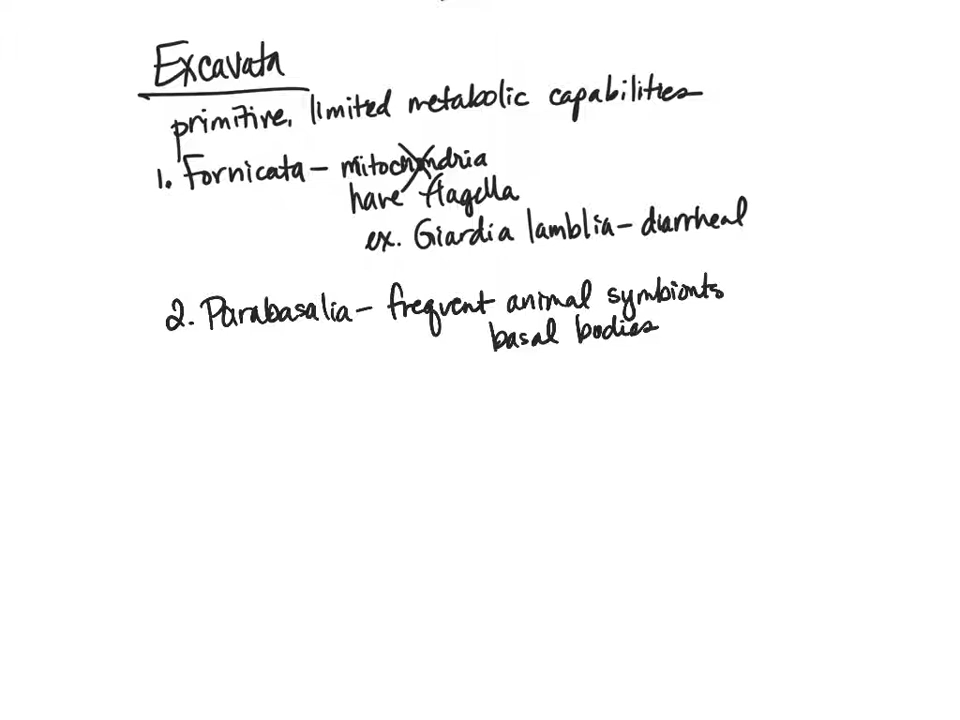 Excavata
primitive, limited metabolic capabilities
1. Fornicata – mitochondria
have flagella
ex. Giardia lamblia – diarrheal
2. Parabasalia – frequent animal symbionts
basal bodies